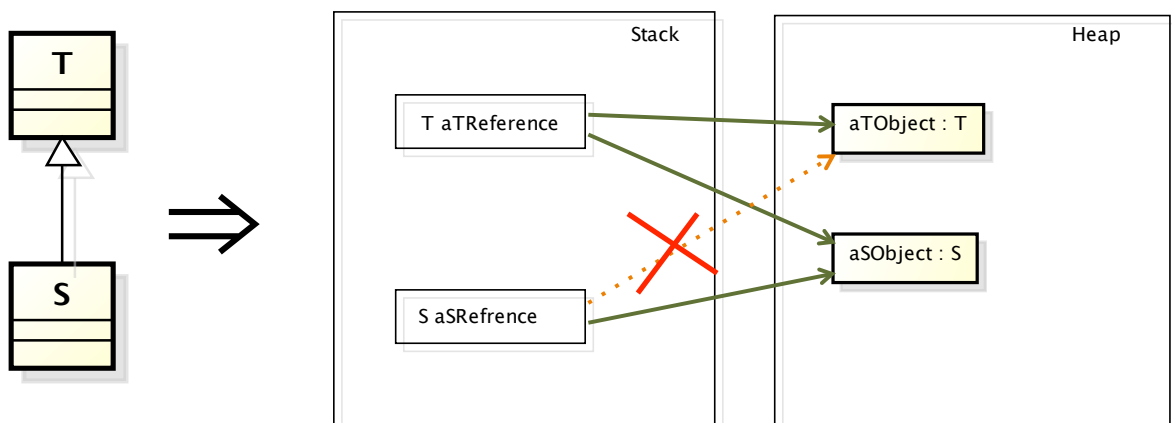 T
S
Stack
T aTReference
S aSRefrence
Heap
aTObject : T
aSObject : S